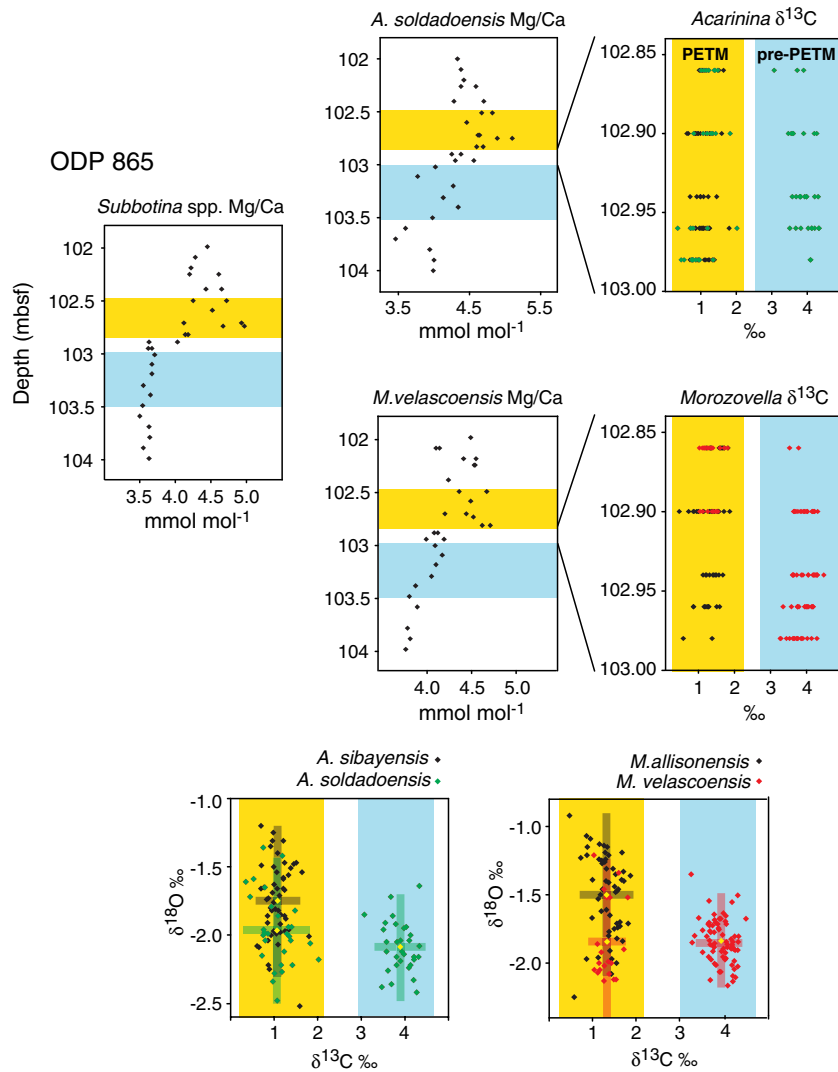 ODP 865
Subbotina spp. Mg/Ca
102
102.5
103
103.5
104
Depth (mbsf)
3.5 4.0 4.5 5.0
mmol mol-1
A. soldadoensis Mg/Ca
102
102.5
103
103.5
104
3.5 4.5 5.5
mmol mol-1
Acarinina δ13C
PETM pre-PETM
102.85
102.90
102.95
103.00
1 2 3 4
‰
M.velascoensis Mg/Ca
102
102.5
103
103.5
104
4.0 4.5 5.0
mmol mol-1
Morozovella δ13C
102.85
102.90
102.95
103.00
1 2 3 4
‰
A. sibayensis
A. soldadoensis
-1.0
-1.5
-2.0
-2.5
δ18O ‰
1 2 3 4
δ13C ‰
M.allisonensis
M. velascoensis
-1.0
-1.5
-2.0
δ18O ‰
1 2 3 4
δ13C ‰